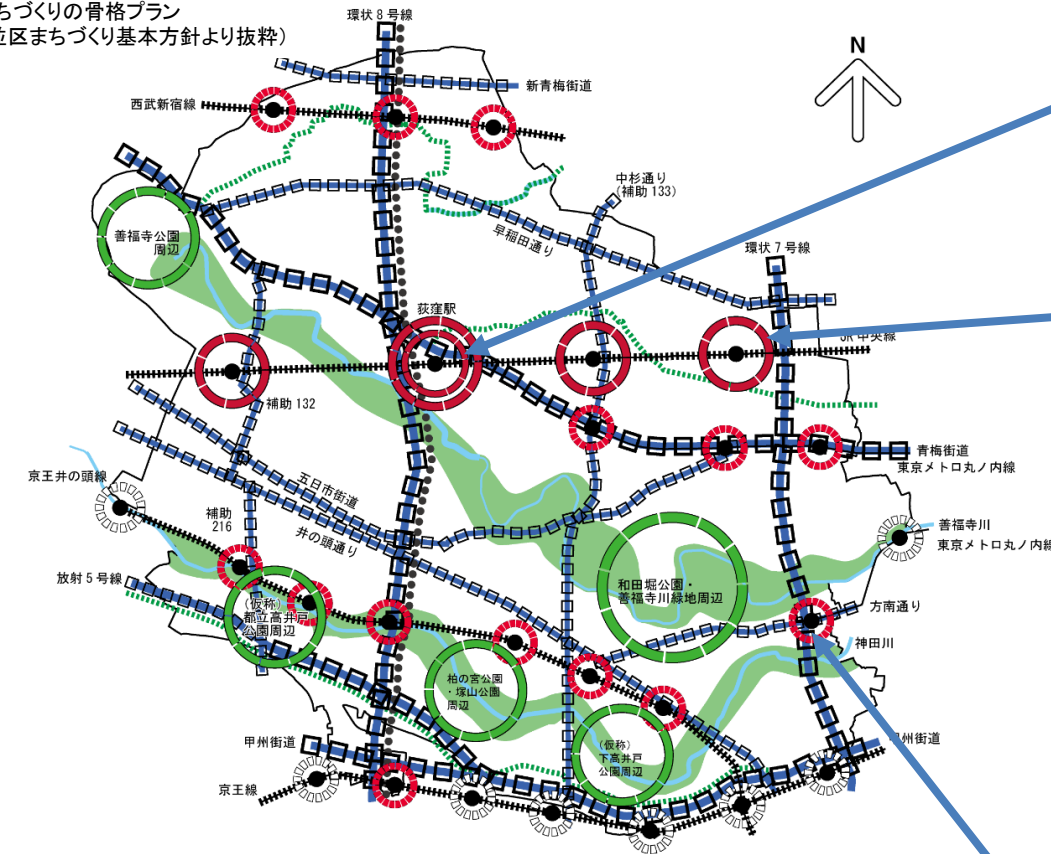 ちづくりの骨格プラン
区まちづくり基本方針より抜粋）
環状８号線
N
新青梅街道
西武新宿線
中杉通り
（補助 133）
早稲田通り
善福寺公園
周辺
環状７号線
荻窪駅
JR 中央線
補助 132
青梅街道
東京メトロ丸ノ内線
五日市街道
京王井の頭線
補助
216
井の頭通り
善福寺川
東京メトロ丸ノ内線
放射５号線
（仮称）
都立高井戸
公園周辺
和田堀公園・
善福寺川緑地周辺
方南通り
神田川
柏の宮公園
・塚山公園
周辺
甲州街道
（仮称）
下高井戸
公園周辺
州街道
京王線